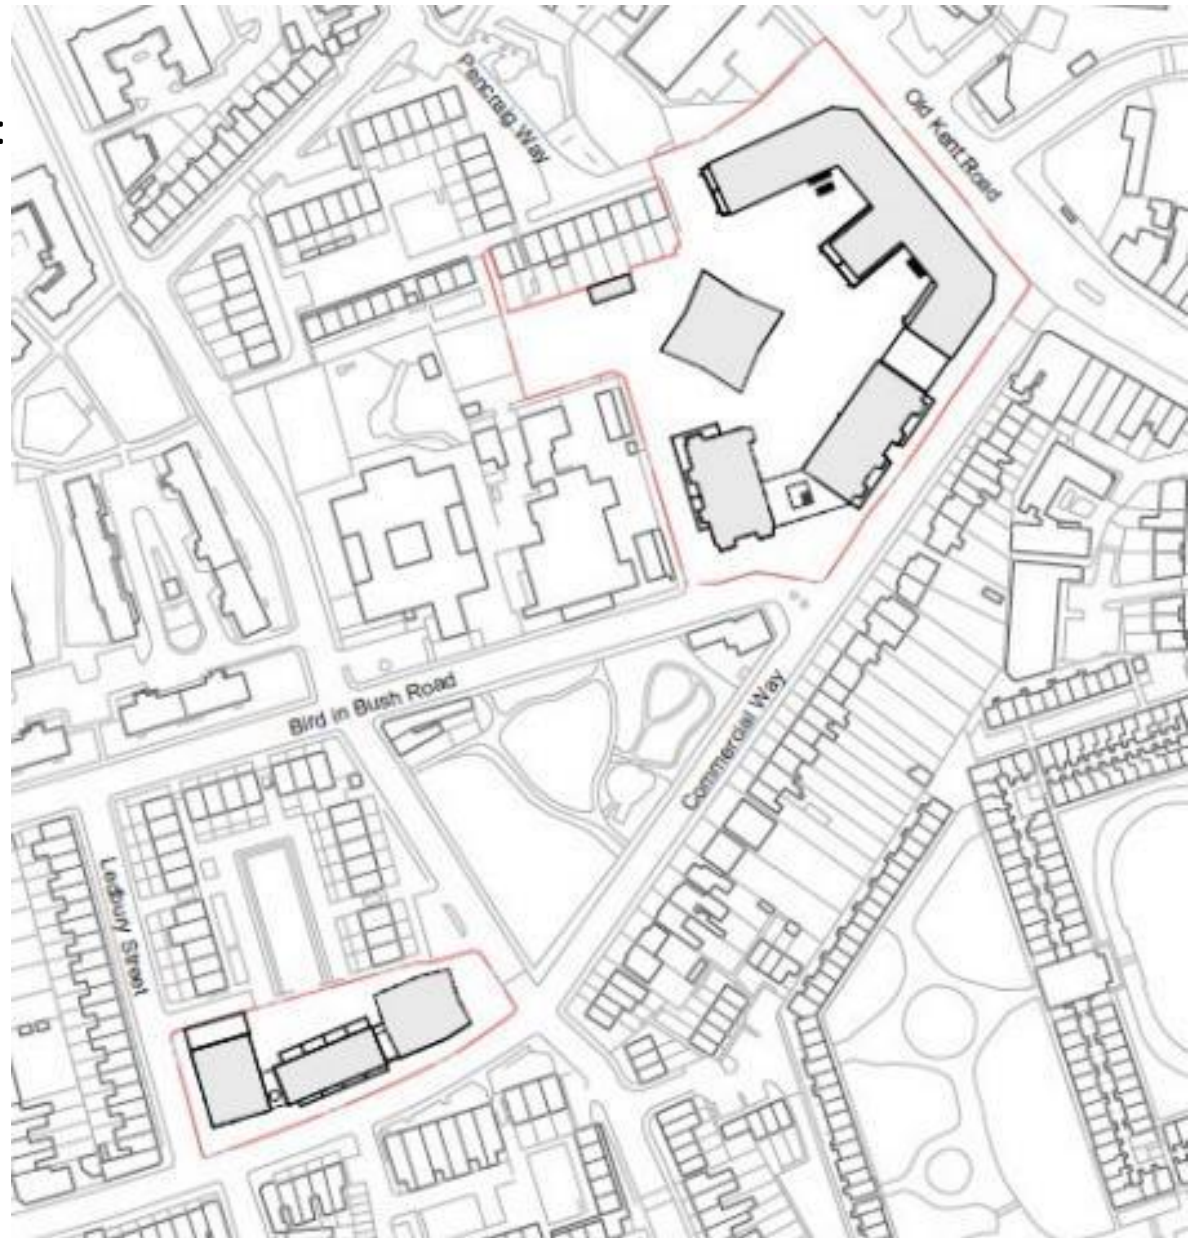 :
Pencraig Way
Old Kent Road
Bird in Bush Road
Commercial Way
Ledbury Street